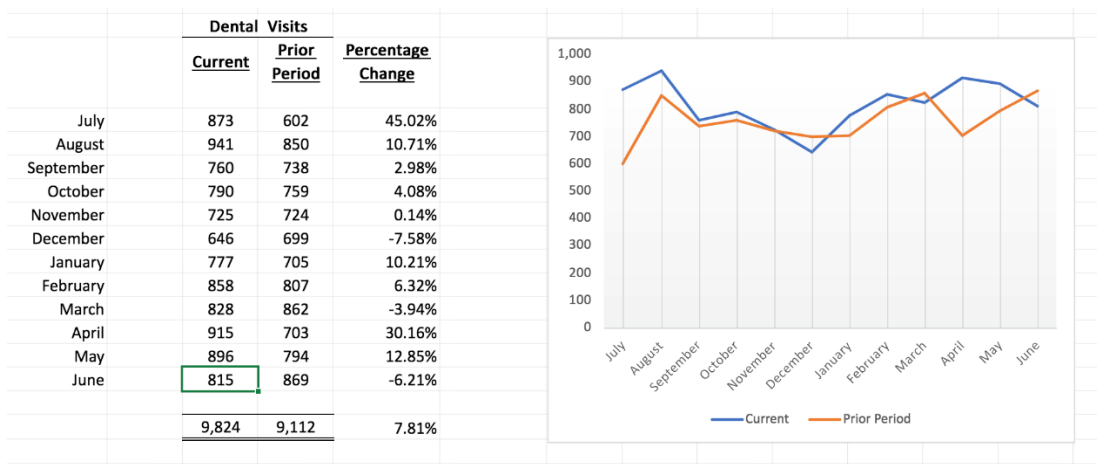 Dental Visits
Current Prior Period Percentage Change
July 873 602 45.02%
August 941 850 10.71%
September 760 738 2.98%
October 790 759 4.08%
November 725 724 0.14%
December 646 699 -7.58%
January 777 705 10.21%
February 858 807 6.32%
March 828 862 -3.94%
April 915 703 30.16%
May 896 794 12.85%
June 815 869 -6.21%
9,824 9,112 7.81%
1,000
900
800
700
600
500
400
300
200
100
0
July August September October November December January February March April May June
Current Prior Period